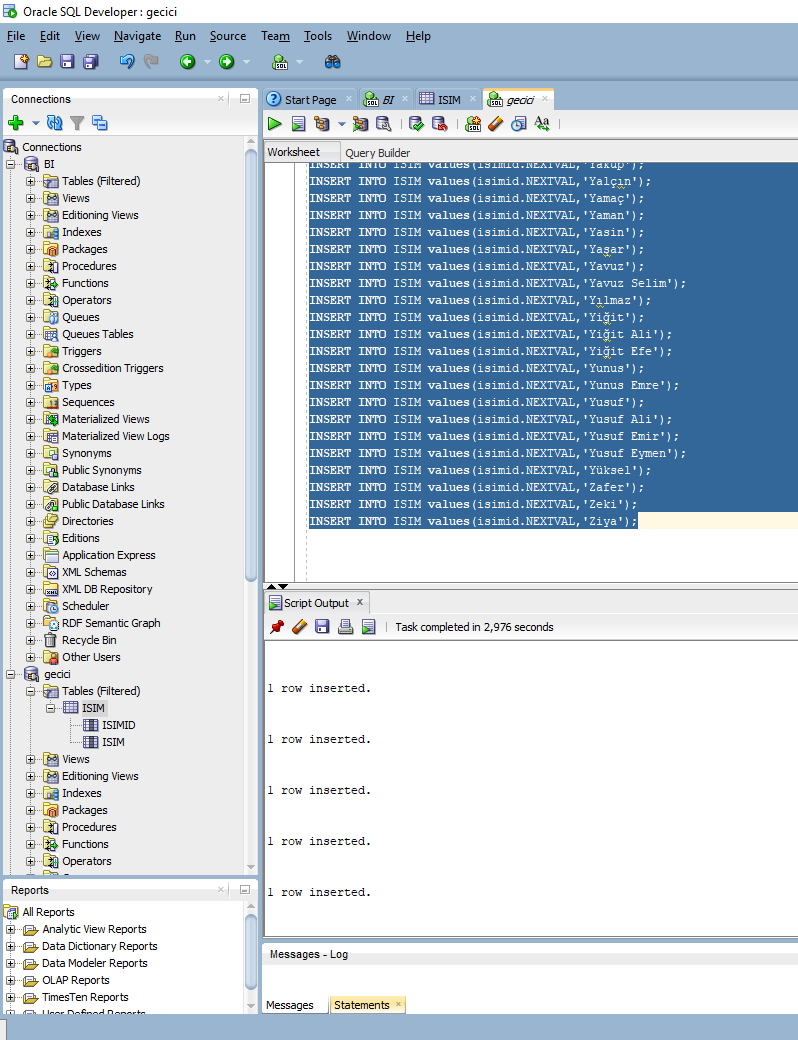 Oracle SQL Developer : gecici
File Edit View Navigate Run Source Team Tools Window Help
Connections
Connections
BI
Tables (Filtered)
Views
Editioning Views
Indexes
Packages
Procedures
Functions
Operators
Queues
Queues Tables
Triggers
Crossedition Triggers
Types
Sequences
Materialized Views
Materialized View Logs
Synonyms
Public Synonyms
Database Links
Public Database Links
Directories
Editions
Application Express
XML Schemas
XML DB Repository
Scheduler
RDF Semantic Graph
Recycle Bin
Other Users
gecici
Tables (Filtered)
ISIM
ISIMID
ISIM
Views
Editioning Views
Indexes
Packages
Procedures
Functions
Operators
Reports
All Reports
Analytic View Reports
Data Dictionary Reports
Data Modeler Reports
OLAP Reports
TimesTen Reports
User Defined Reports
Start Page BI ISIM gecici
Worksheet Query Builder
INSERT INTO ISIM values(isimid.NEXTVAL,'Yakup');
INSERT INTO ISIM values(isimid.NEXTVAL,'Yalçın');
INSERT INTO ISIM values(isimid.NEXTVAL,'Yamaç');
INSERT INTO ISIM values(isimid.NEXTVAL,'Yaman');
INSERT INTO ISIM values(isimid.NEXTVAL,'Yasin');
INSERT INTO ISIM values(isimid.NEXTVAL,'Yaşar');
INSERT INTO ISIM values(isimid.NEXTVAL,'Yavuz');
INSERT INTO ISIM values(isimid.NEXTVAL,'Yavuz Selim');
INSERT INTO ISIM values(isimid.NEXTVAL,'Yılmaz');
INSERT INTO ISIM values(isimid.NEXTVAL,'Yiğit');
INSERT INTO ISIM values(isimid.NEXTVAL,'Yiğit Ali');
INSERT INTO ISIM values(isimid.NEXTVAL,'Yiğit Efe');
INSERT INTO ISIM values(isimid.NEXTVAL,'Yunus');
INSERT INTO ISIM values(isimid.NEXTVAL,'Yunus Emre');
INSERT INTO ISIM values(isimid.NEXTVAL,'Yusuf');
INSERT INTO ISIM values(isimid.NEXTVAL,'Yusuf Ali');
INSERT INTO ISIM values(isimid.NEXTVAL,'Yusuf Emir');
INSERT INTO ISIM values(isimid.NEXTVAL,'Yusuf Eymen');
INSERT INTO ISIM values(isimid.NEXTVAL,'Yüksel');
INSERT INTO ISIM values(isimid.NEXTVAL,'Zafer');
INSERT INTO ISIM values(isimid.NEXTVAL,'Zeki');
INSERT INTO ISIM values(isimid.NEXTVAL,'Ziya');
Script Output
Task completed in 2,976 seconds
1 row inserted.
1 row inserted.
1 row inserted.
1 row inserted.
1 row inserted.
Messages - Log
Messages Statements